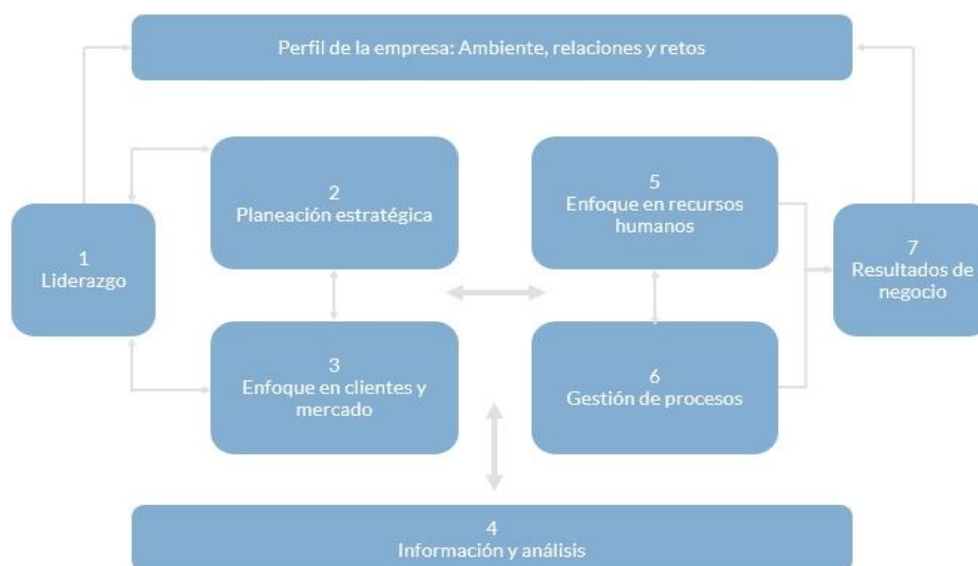 Perfil de la empresa: Ambiente, relaciones y retos
1
Liderazgo
2
Planeación estratégica
3
Enfoque en clientes y
mercado
5
Enfoque en recursos
humanos
6
Gestión de procesos
7
Resultados de
negocio
4
Información y análisis